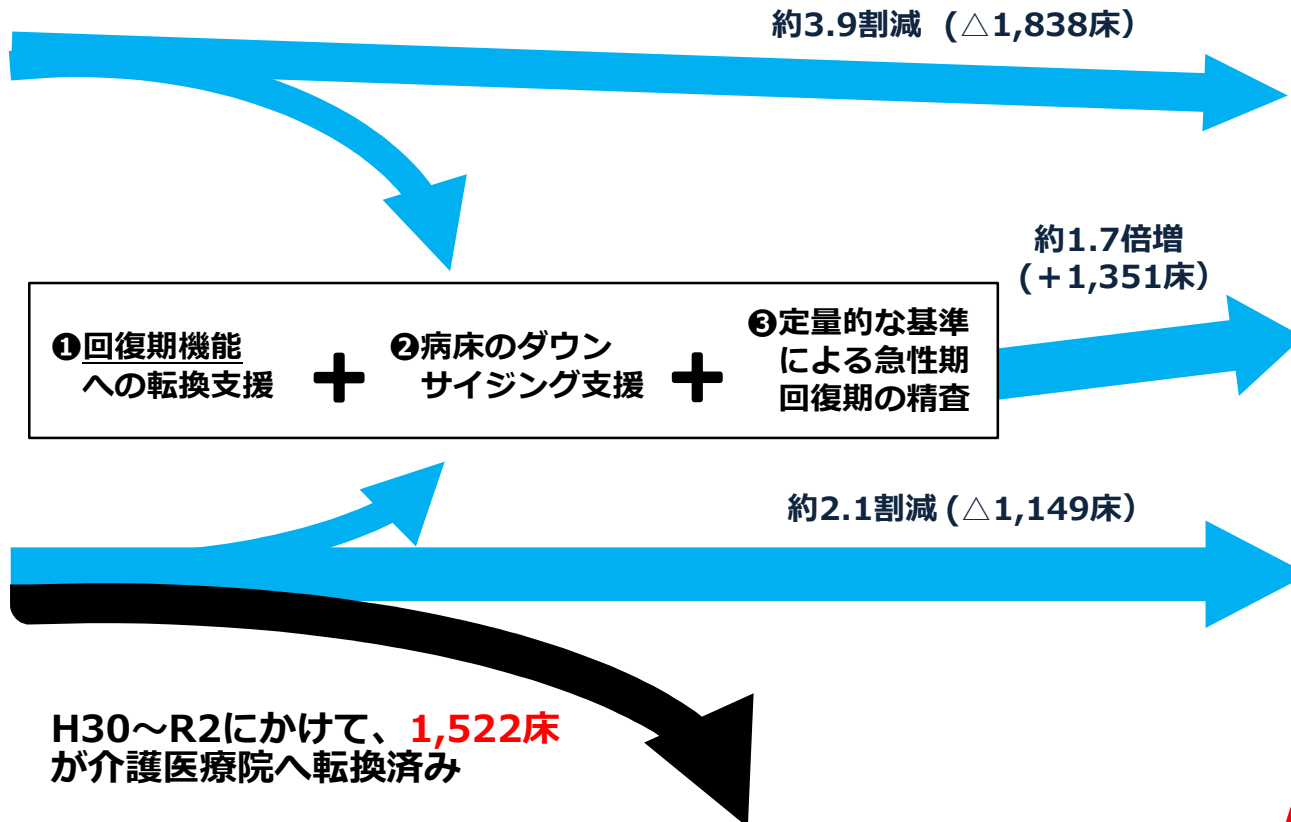 約3.9割減 (△1,838床)
約1.7倍増
(+1,351床)
❶回復期機能
への転換支援
+
❷病床のダウン
サイジング支援
+
❸定量的な基準
による急性期
回復期の精査
約2.1割減 (△1,149床)
H30～R2にかけて、1,522床
が介護医療院へ転換済み